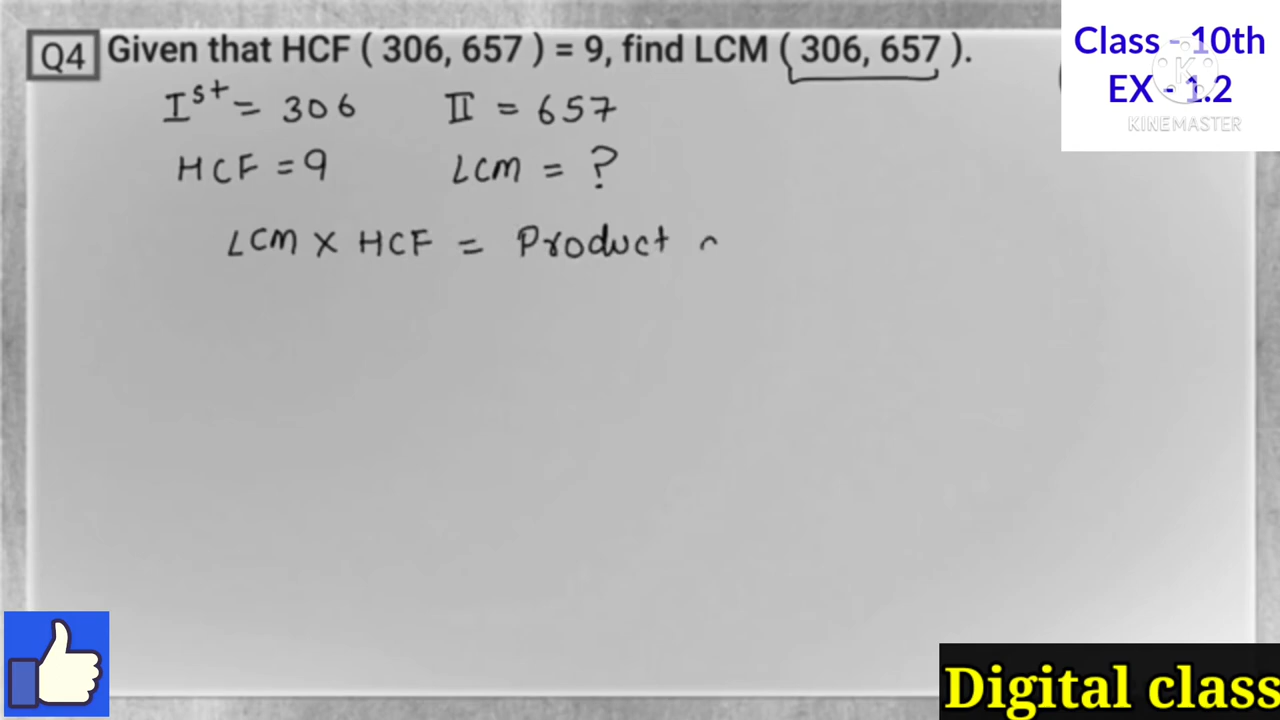 Q4 Given that HCF ( 306, 657 ) = 9, find LCM ( 306, 657 ).
Class - 10th
EX - 1.2
KINEMASTER
Ist = 306 II = 657
HCF = 9 LCM = ?
LCM X HCF = Product
Digital class